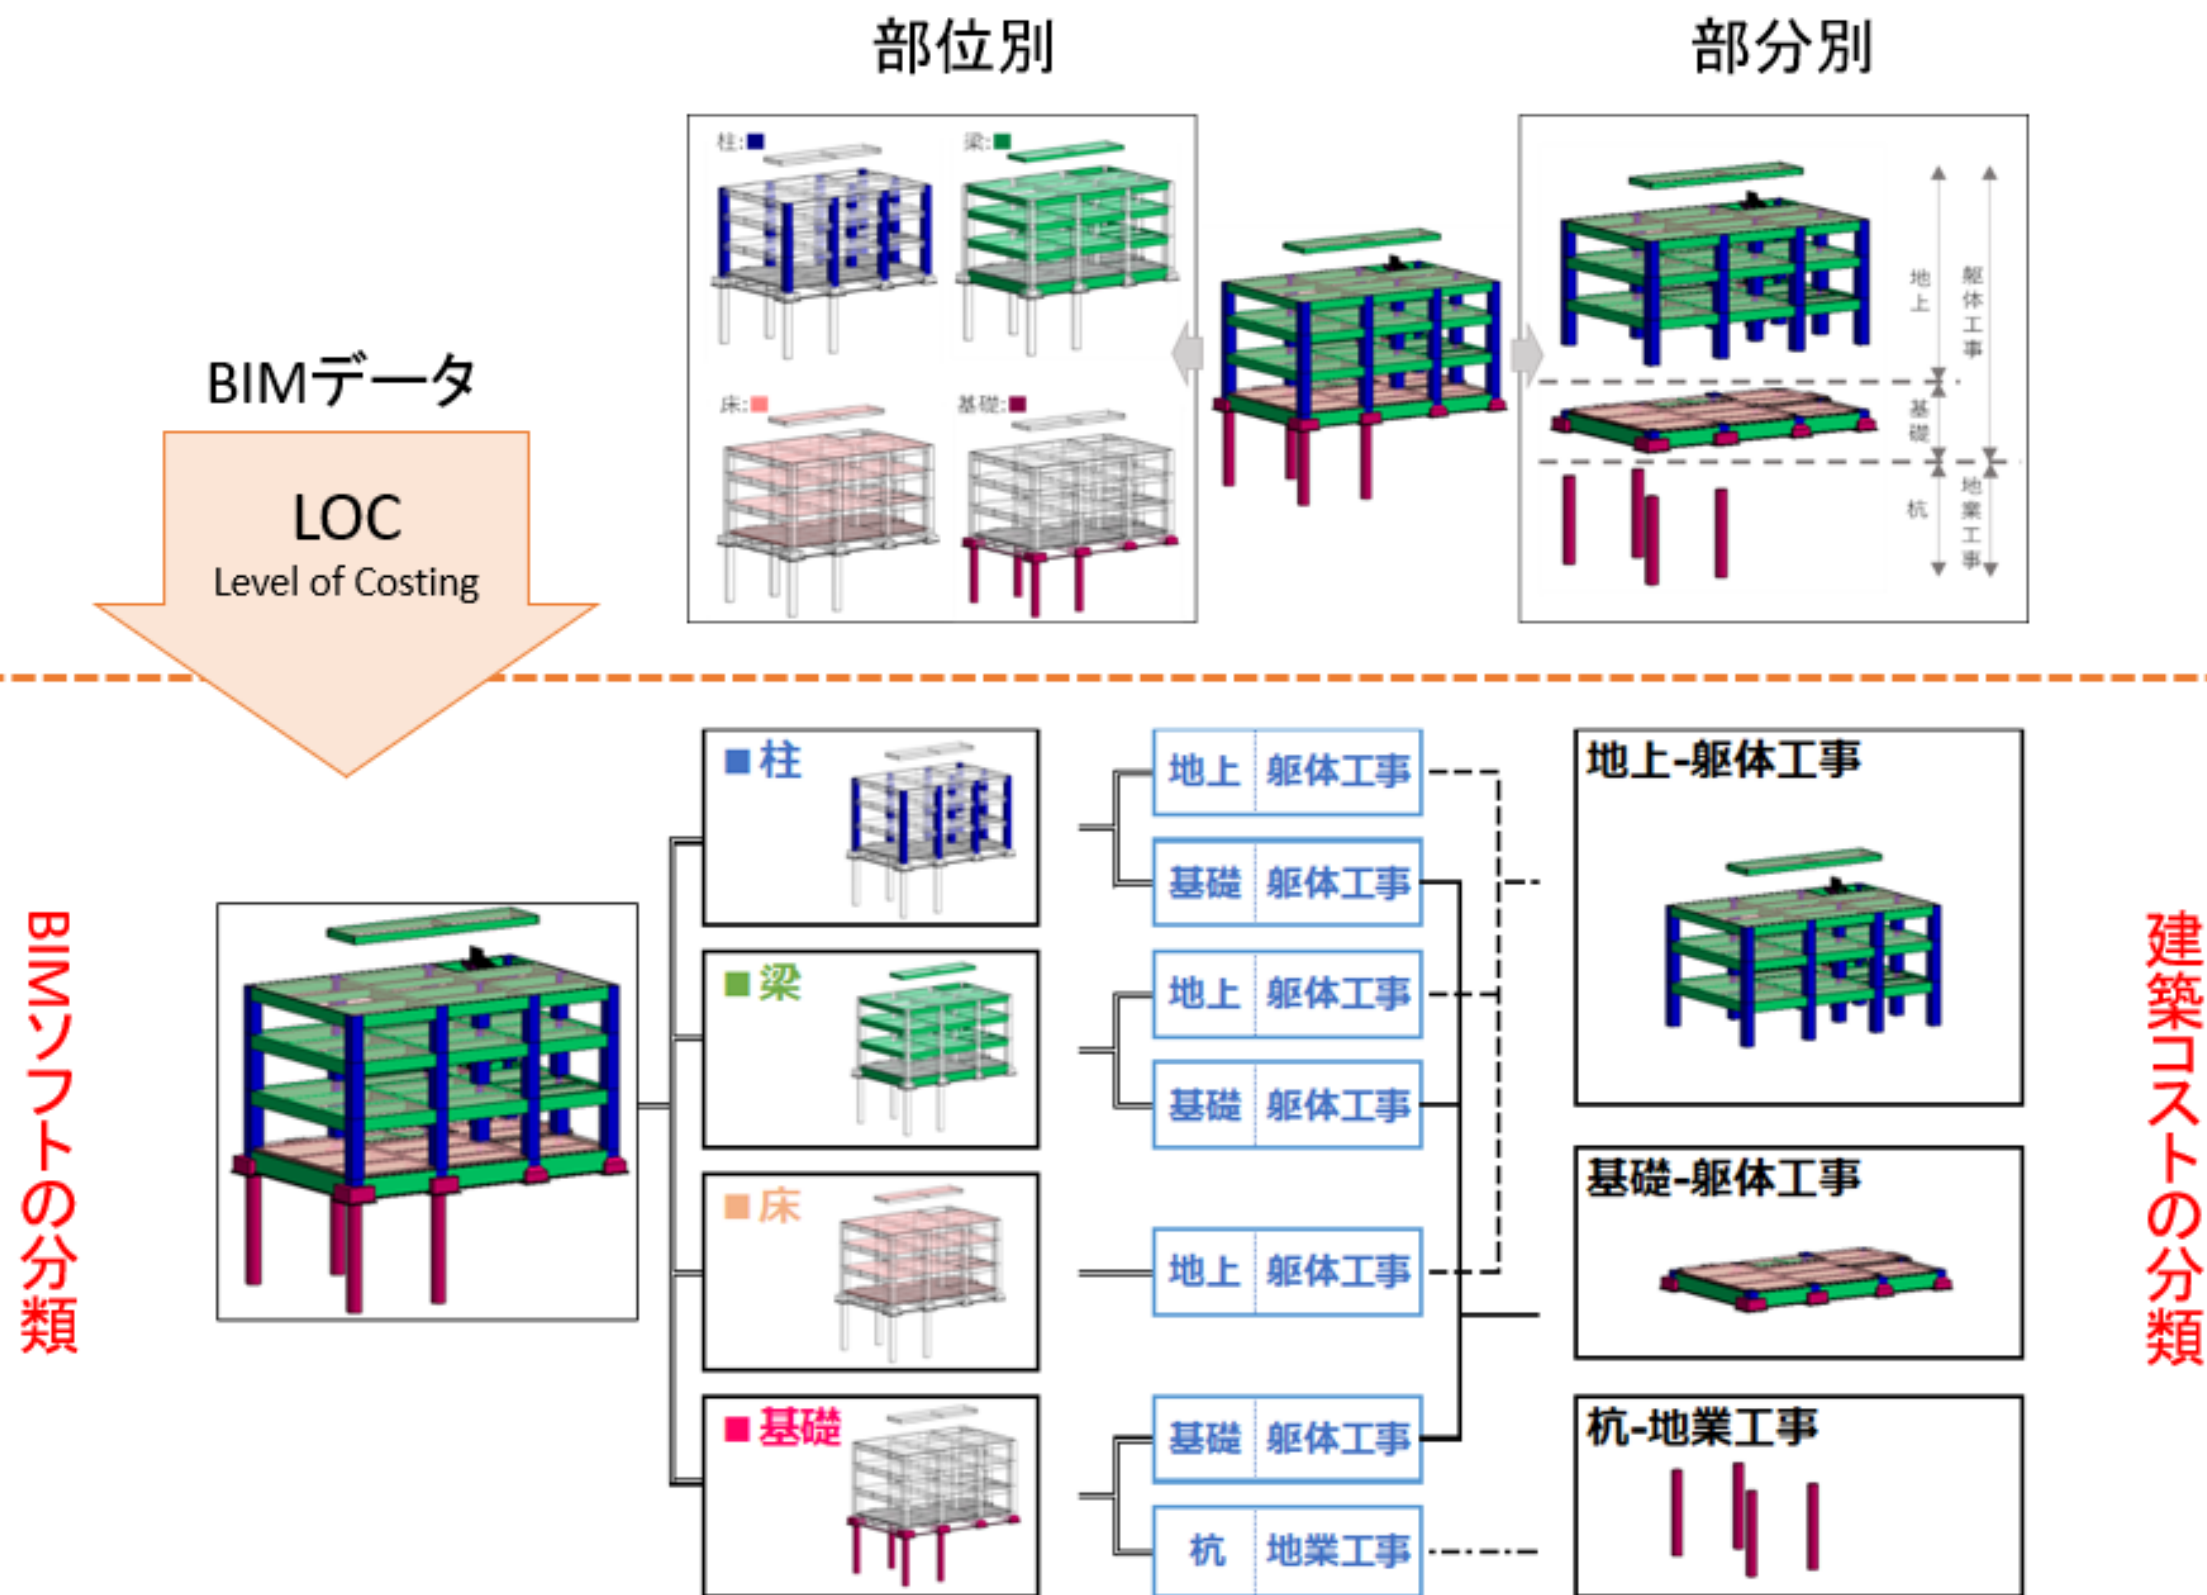 部位別
部分別
柱:
梁:
床:
基礎:
地上
躯体工事
基礎
杭
地業工事
BIMデータ
LOC
Level of Costing
BIMソフトの分類
柱
梁
床
基礎
地上 躯体工事
基礎 躯体工事
地上 躯体工事
基礎 躯体工事
地上 躯体工事
基礎 躯体工事
杭 地業工事
地上-躯体工事
基礎-躯体工事
杭-地業工事
建築コストの分類